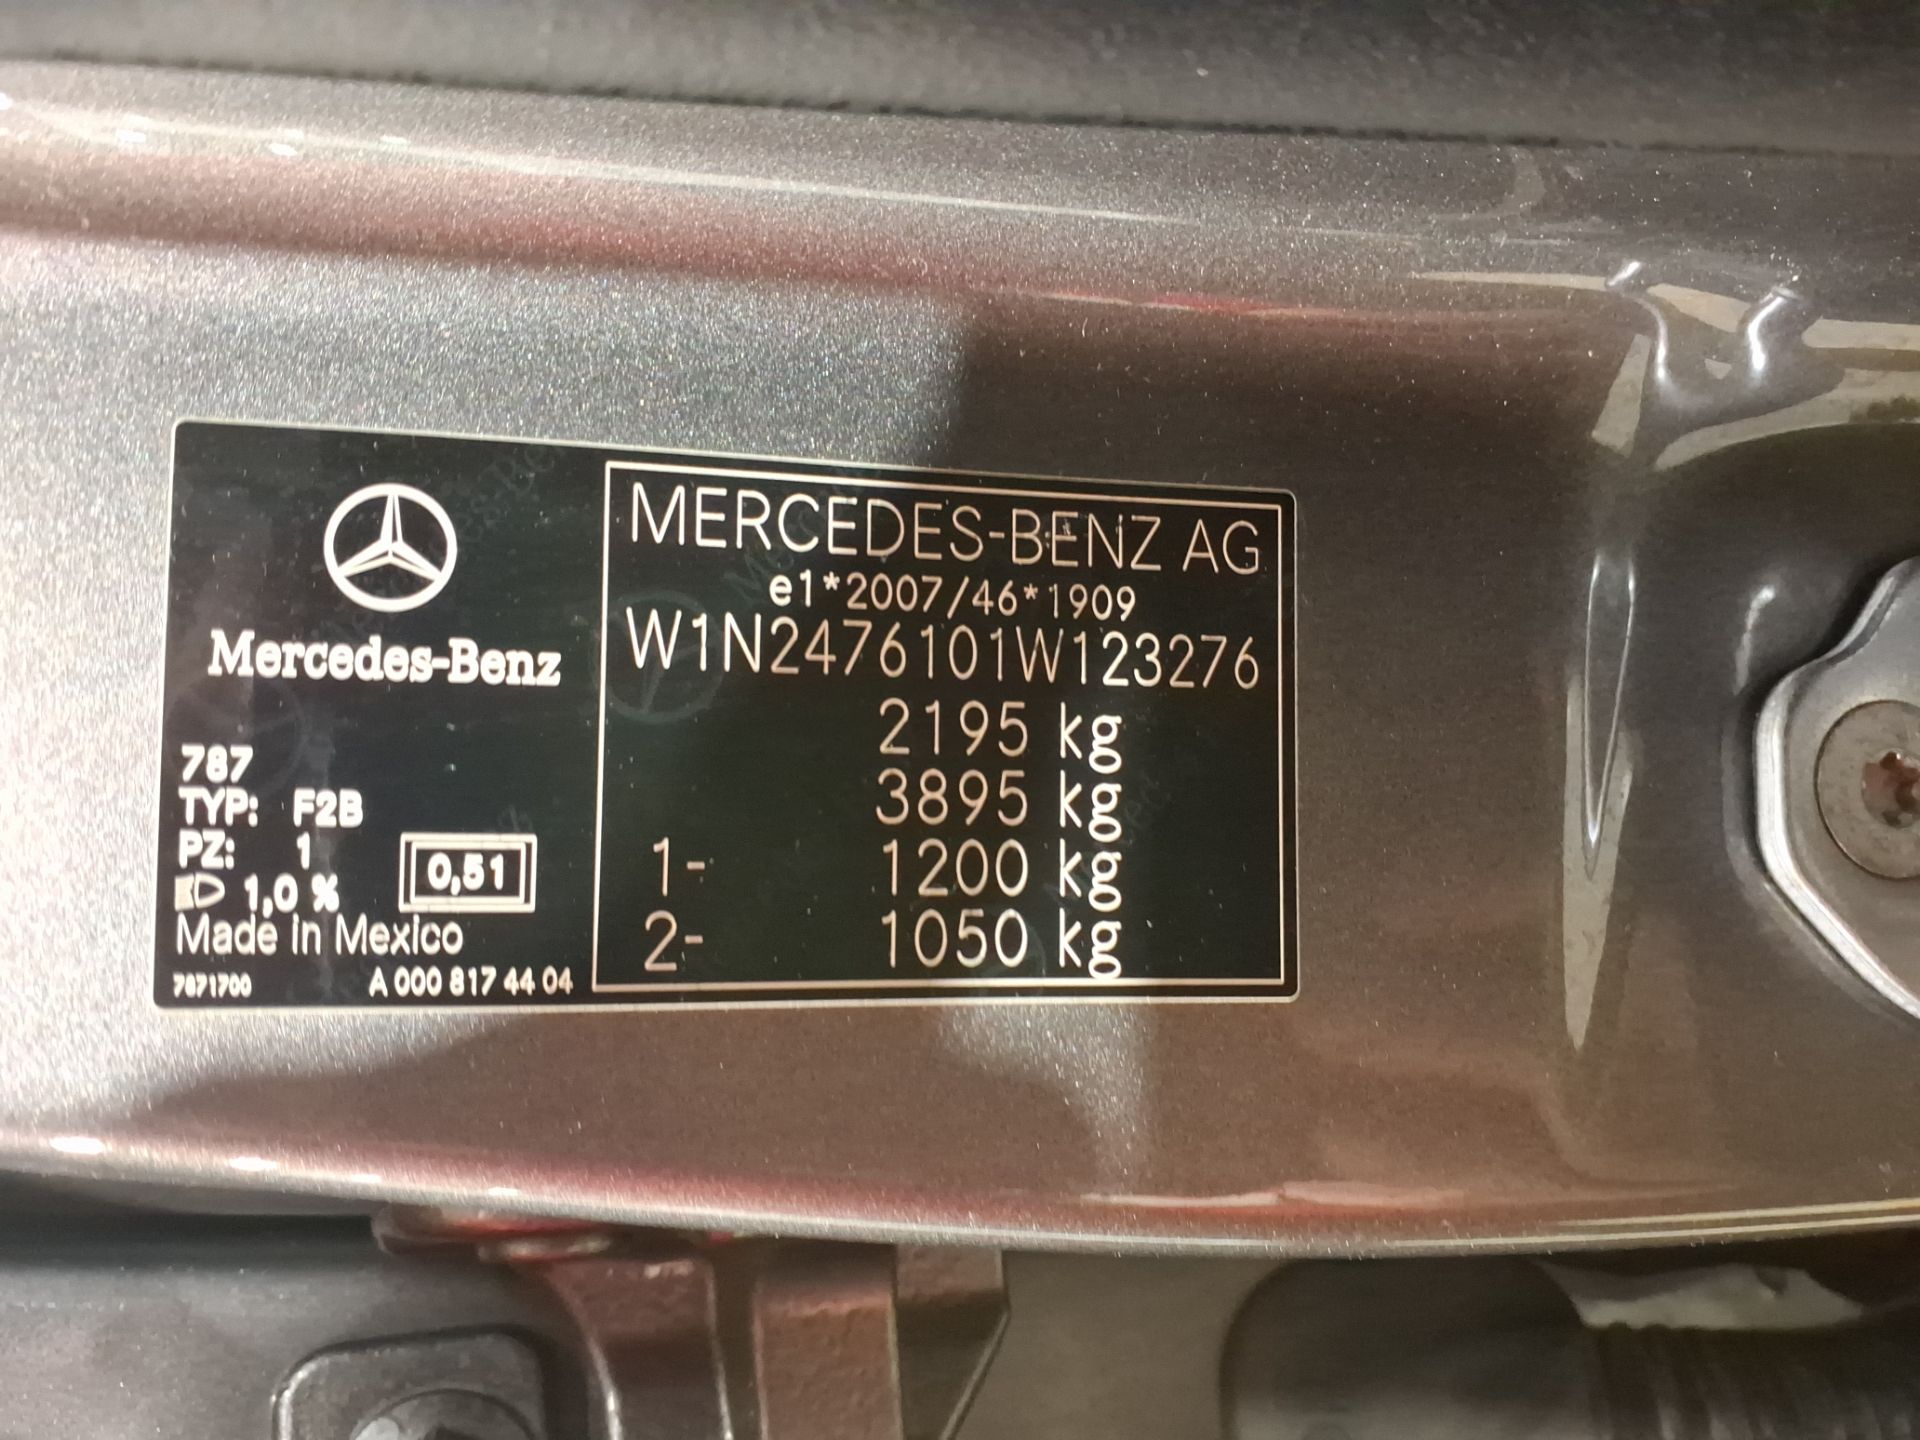 Mercedes-Benz
787
TYP: F2B
PZ: 1
1,0 %
0,51
Made in Mexico
7871700 A 000 817 44 04
MERCEDES-BENZ AG
e1*2007/46*1909
W1N2476101W123276
2195 kg
3895 kg
1- 1200 kg
2- 1050 kg